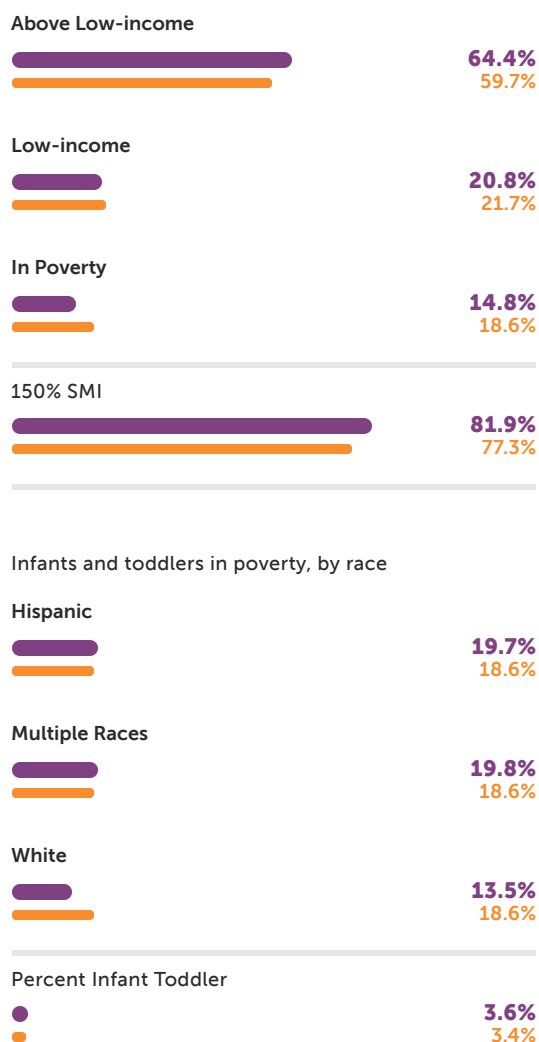 Above Low-income
64.4%
59.7%
Low-income
20.8%
21.7%
In Poverty
14.8%
18.6%
150% SMI
81.9%
77.3%
Infants and toddlers in poverty, by race
Hispanic
19.7%
18.6%
Multiple Races
19.8%
18.6%
White
13.5%
18.6%
Percent Infant Toddler
3.6%
3.4%